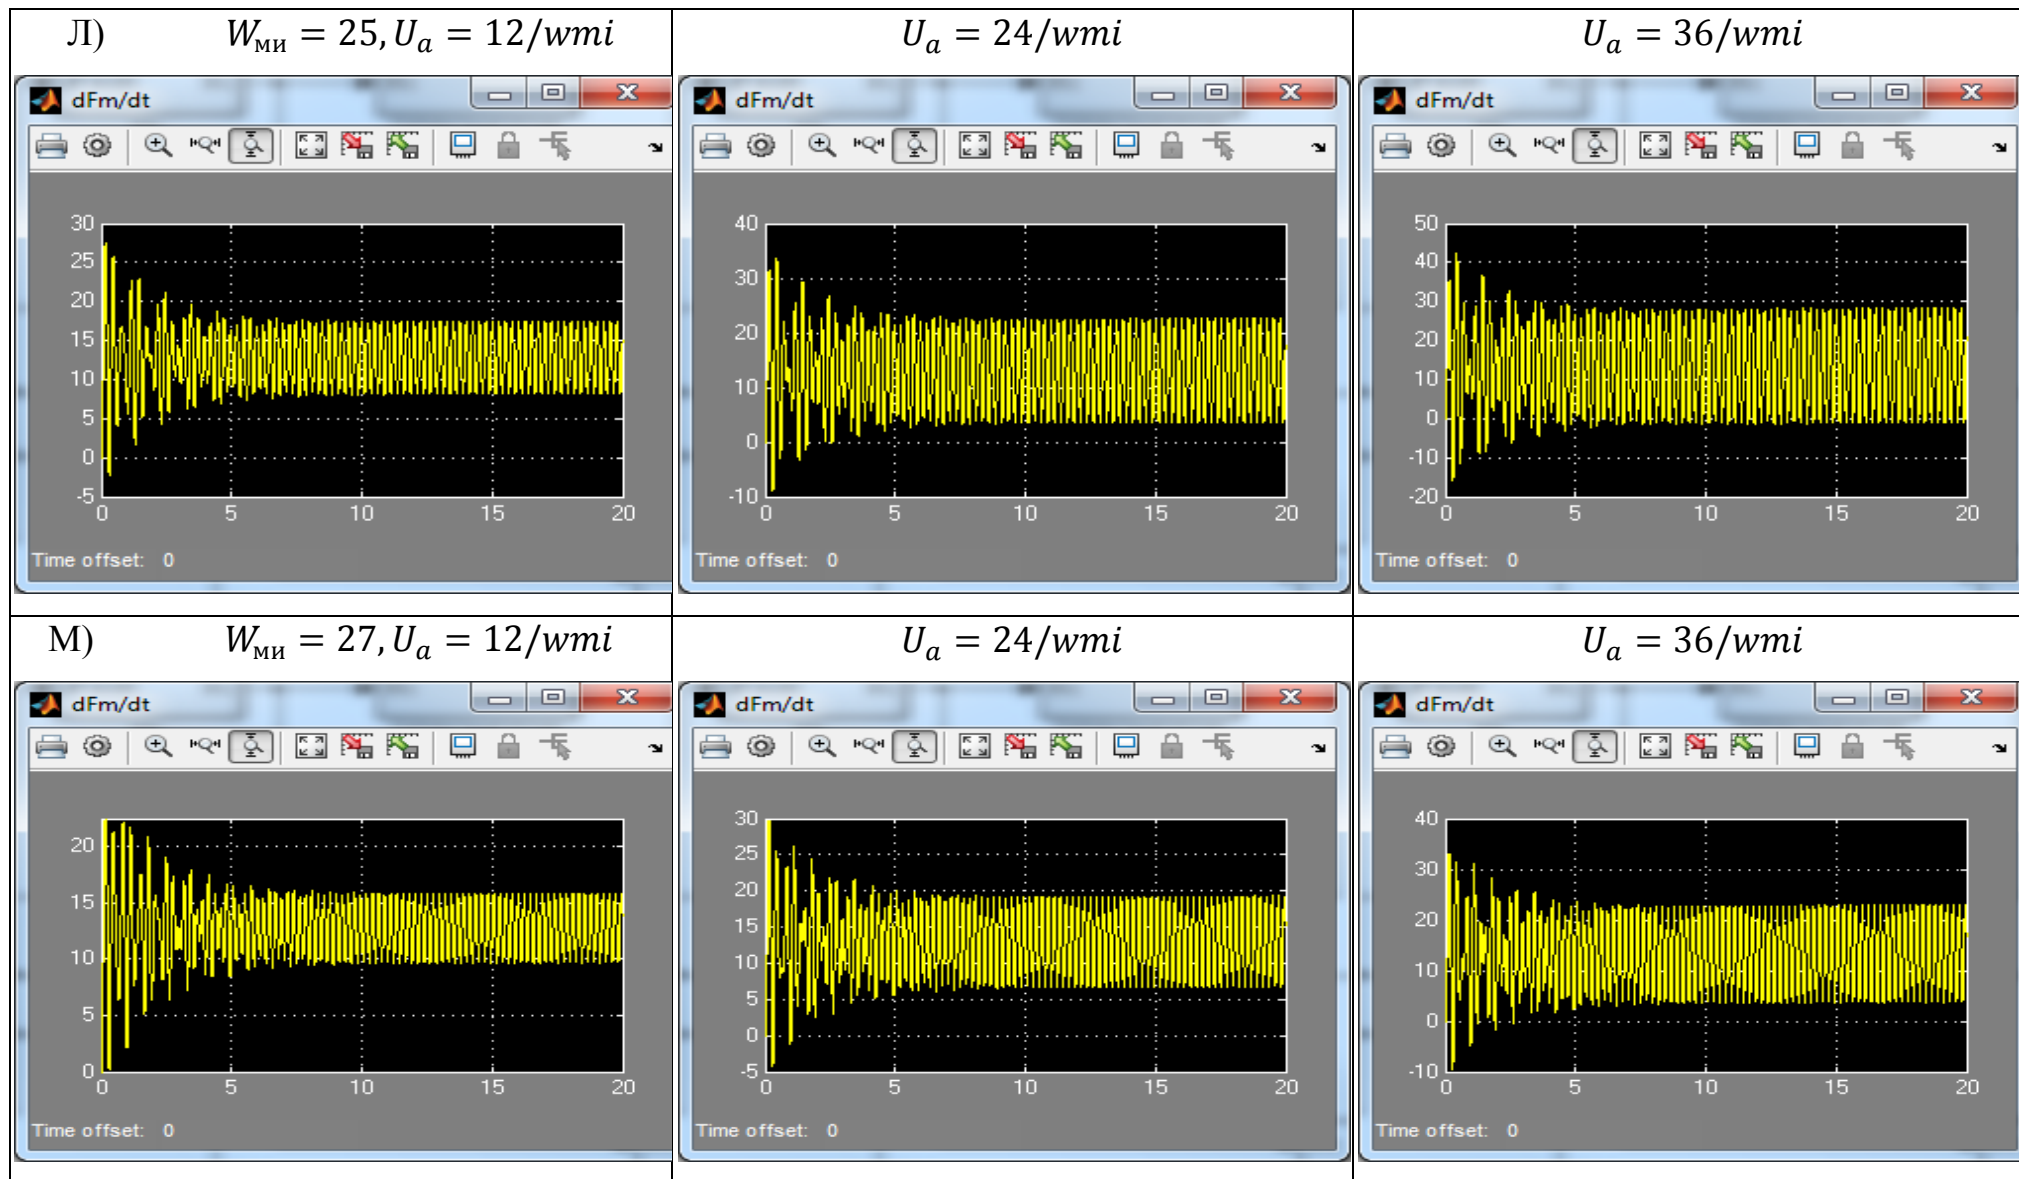 Л) W_ми = 25, U_a = 12/wmi
U_a = 24/wmi
U_a = 36/wmi
dFm/dt
30
25
20
15
10
5
0
-5
0 5 10 15 20
Time offset: 0
dFm/dt
40
30
20
10
0
-10
0 5 10 15 20
Time offset: 0
dFm/dt
50
40
30
20
10
0
-10
-20
0 5 10 15 20
Time offset: 0
М) W_ми = 27, U_a = 12/wmi
U_a = 24/wmi
U_a = 36/wmi
dFm/dt
20
15
10
5
0
0 5 10 15 20
Time offset: 0
dFm/dt
30
25
20
15
10
5
0
-5
0 5 10 15 20
Time offset: 0
dFm/dt
40
30
20
10
0
-10
0 5 10 15 20
Time offset: 0